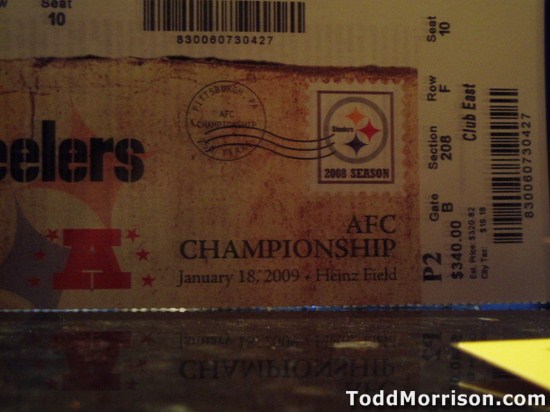 Seat
10
830060730427
PITTSBURGH, PA
AFC
CHAMPIONSHIP
Steelers
2008 SEASON
eelers
A
AFC
CHAMPIONSHIP
January 18, 2009 · Heinz Field
P2 Gate B Section 208 Row F Seat 10
$340.00 Club East
Est. Price: $320.82
City Tax: $19.18
830060730427
CHAMPIONSHIP
ToddMorrison.com